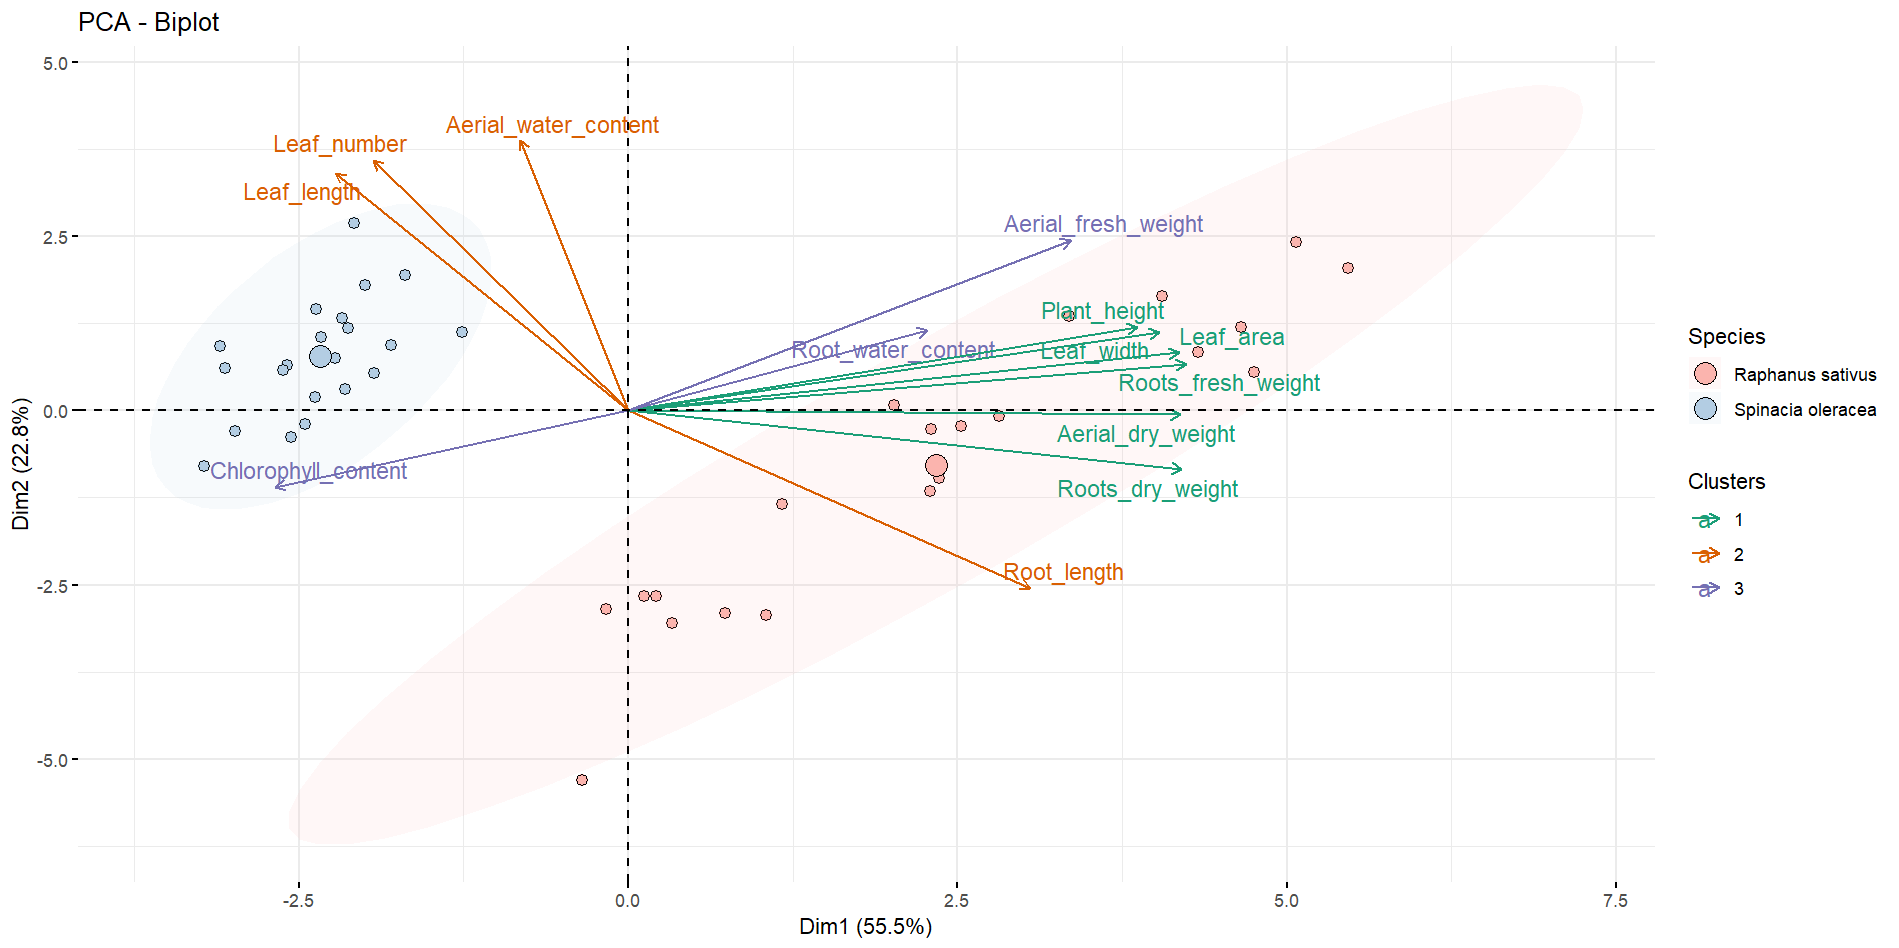 PCA - Biplot
5.0
2.5
0.0
-2.5
-5.0
Dim2 (22.8%)
Aerial_water_content
Leaf_number
Leaf_length
Aerial_fresh_weight
Plant_height
Leaf_area
Root_water_content
Leaf_width
Roots_fresh_weight
Aerial_dry_weight
Chlorophyll_content
Roots_dry_weight
Root_length
-2.5
0.0
2.5
5.0
7.5
Dim1 (55.5%)
Species
Raphanus sativus
Spinacia oleracea
Clusters
a 1
a 2
a 3